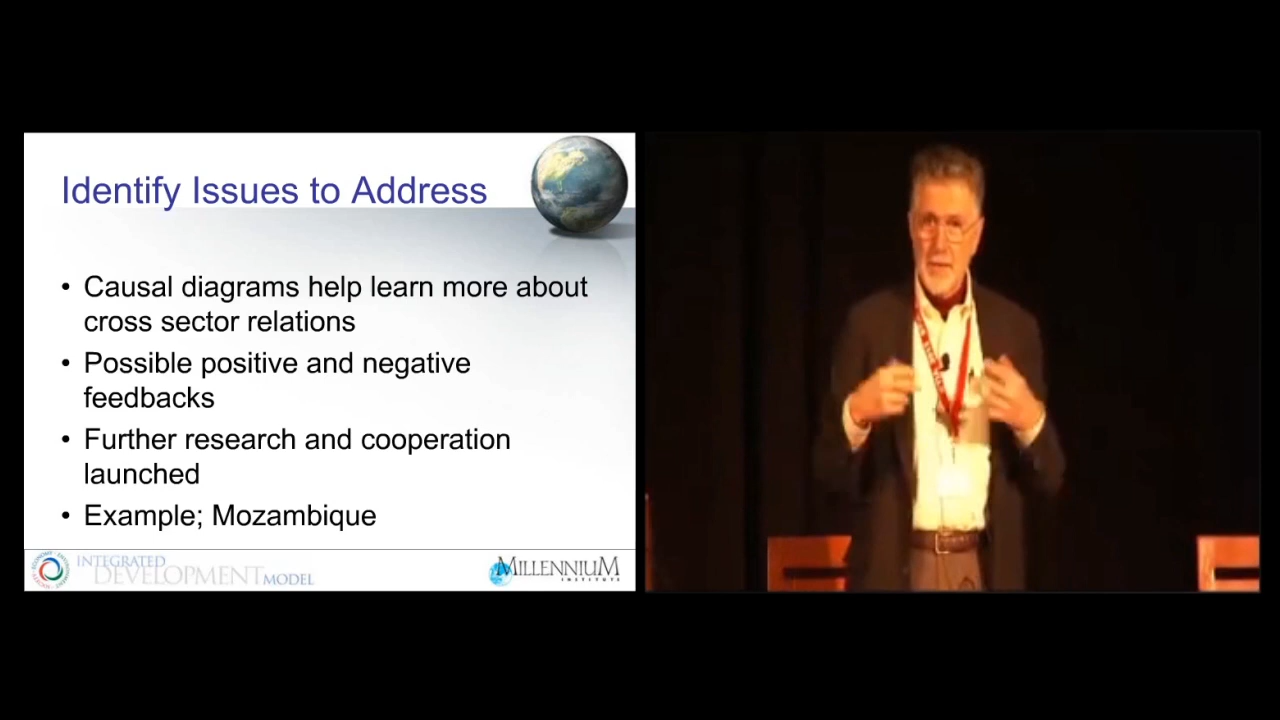 Identify Issues to Address
• Causal diagrams help learn more about
cross sector relations
• Possible positive and negative
feedbacks
• Further research and cooperation
launched
• Example; Mozambique
INTEGRATED
DEVELOPMENT MODEL
MILLENNIUM
INSTITUTE